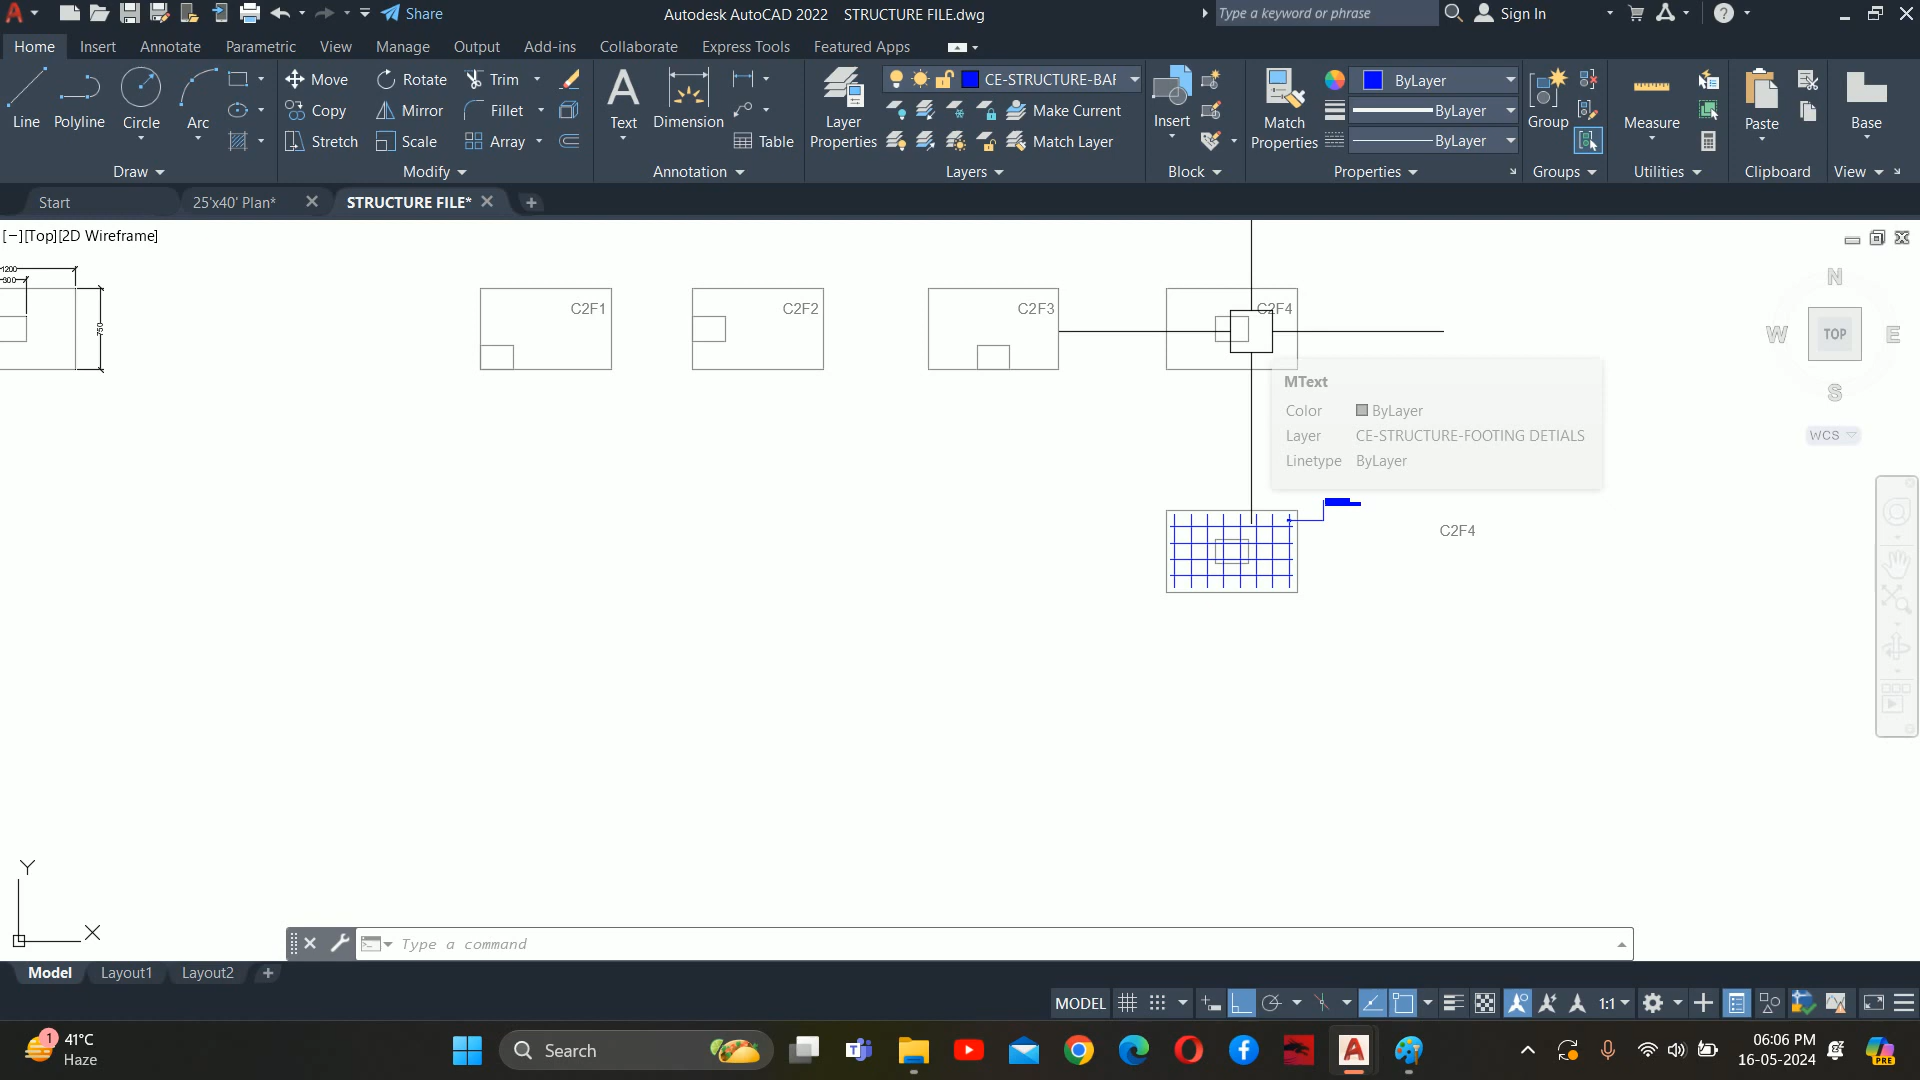 Share
Autodesk AutoCAD 2022 STRUCTURE FILE.dwg
Type a keyword or phrase
Sign In
Home Insert Annotate Parametric View Manage Output Add-ins Collaborate Express Tools Featured Apps
Line Polyline Circle Arc
Move Rotate Trim
Copy Mirror Fillet
Stretch Scale Array
Text Dimension Table
Layer Properties
CE-STRUCTURE-BAR
Make Current
Match Layer
Insert
Match Properties
ByLayer
ByLayer
ByLayer
Group Measure Paste Base
Draw Modify Annotation Layers Block Properties Groups Utilities Clipboard View
Start 25'x40' Plan* STRUCTURE FILE*
[−][Top][2D Wireframe]
1200
300
750
C2F1 C2F2 C2F3 C2F4
N
W TOP E
S
WCS
MText
Color ByLayer
Layer CE-STRUCTURE-FOOTING DETIALS
Linetype ByLayer
C2F4
Y
X
Type a command
Model Layout1 Layout2
MODEL 1:1
1
41°C
Haze
Search
PRE
06:06 PM
16-05-2024